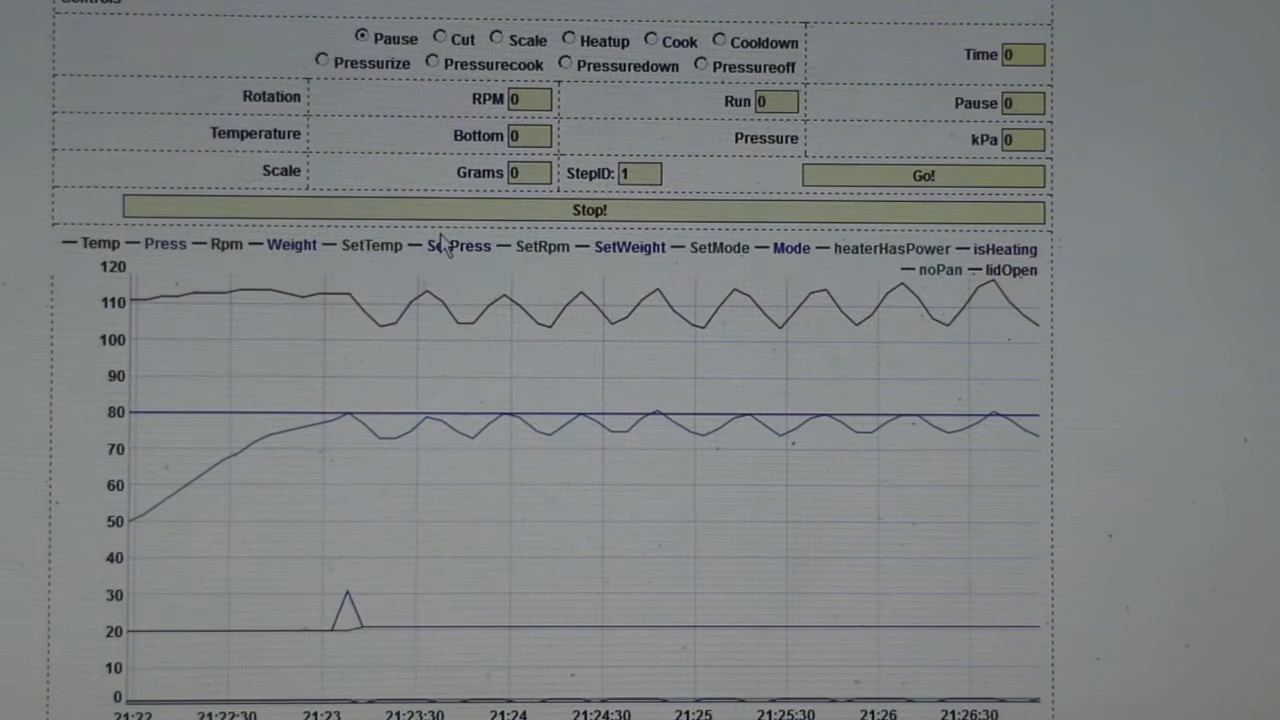 Controls
Pause Cut Scale Heatup Cook Cooldown
Time 0
Pressurize Pressurecook Pressuredown Pressureoff
Rotation RPM 0 Run 0 Pause 0
Temperature Bottom 0 Pressure kPa 0
Scale Grams 0 StepID: 1 Go!
Stop!
Temp Press Rpm Weight SetTemp SetPress SetRpm SetWeight SetMode Mode heaterHasPower isHeating
noPan lidOpen
120
110
100
90
80
70
60
50
40
30
20
10
0
21:22 21:22:30 21:23 21:23:30 21:24 21:24:30 21:25 21:25:30 21:26 21:26:30